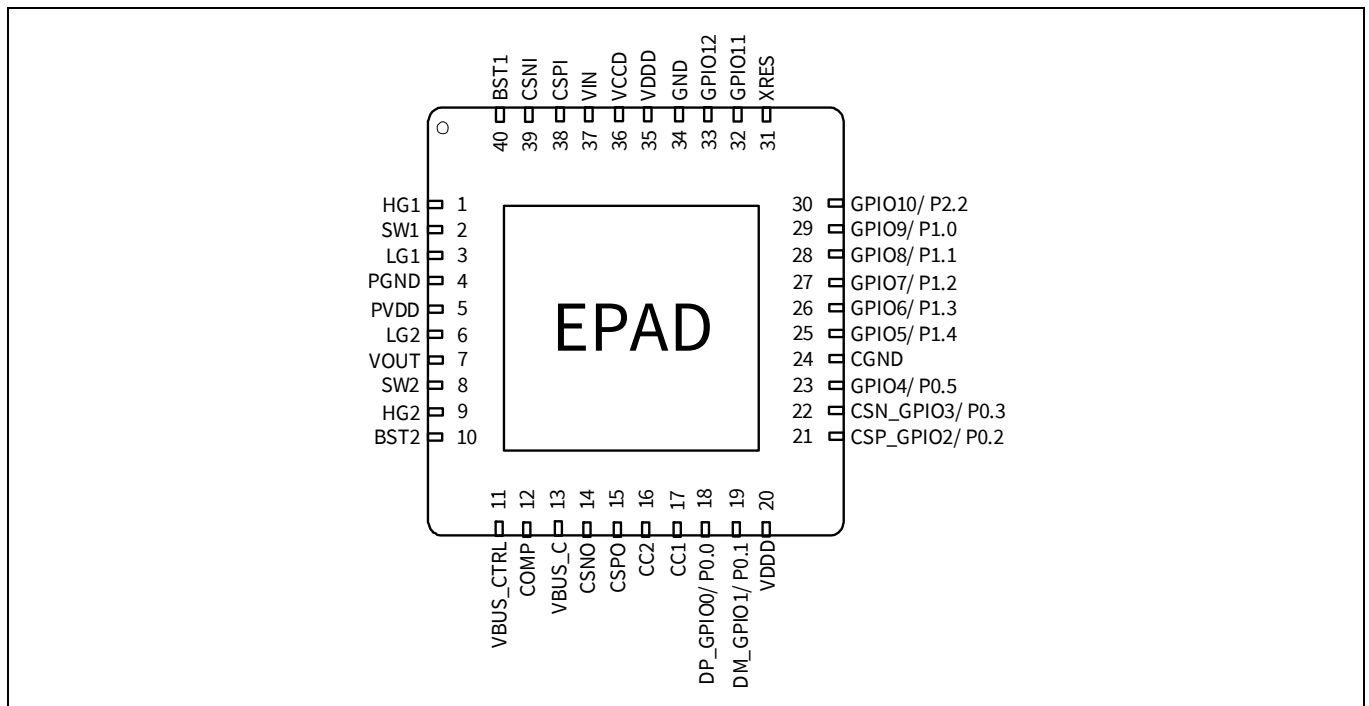 BST1
CSNI
CSPI
VIN
VCCD
VDDD
GND
GPIO12
GPIO11
XRES
40
39
38
37
36
35
34
33
32
31
HG1 1
SW1 2
LG1 3
PGND 4
PVDD 5
LG2 6
VOUT 7
SW2 8
HG2 9
BST2 10
EPAD
30 GPIO10/ P2.2
29 GPIO9/ P1.0
28 GPIO8/ P1.1
27 GPIO7/ P1.2
26 GPIO6/ P1.3
25 GPIO5/ P1.4
24 CGND
23 GPIO4/ P0.5
22 CSN_GPIO3/ P0.3
21 CSP_GPIO2/ P0.2
11
12
13
14
15
16
17
18
19
20
VBUS_CTRL
COMP
VBUS_C
CSNO
CSPO
CC2
CC1
DP_GPIO0/ P0.0
DM_GPIO1/ P0.1
VDDD